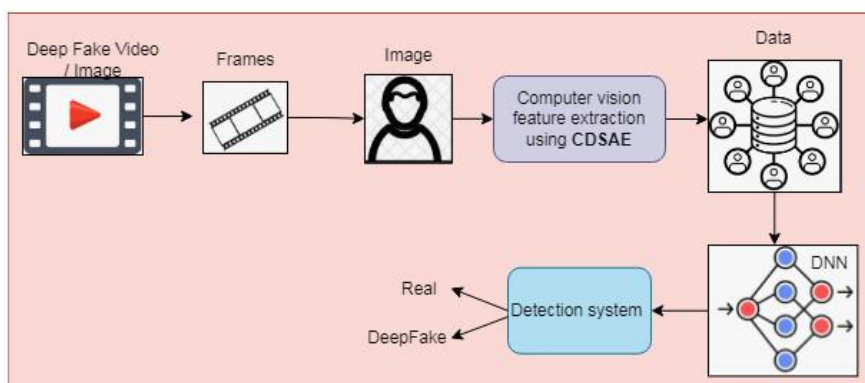 Deep Fake Video
/ Image
Frames
Image
Computer vision
feature extraction
using CDSAE
Data
DNN
Detection system
Real
DeepFake